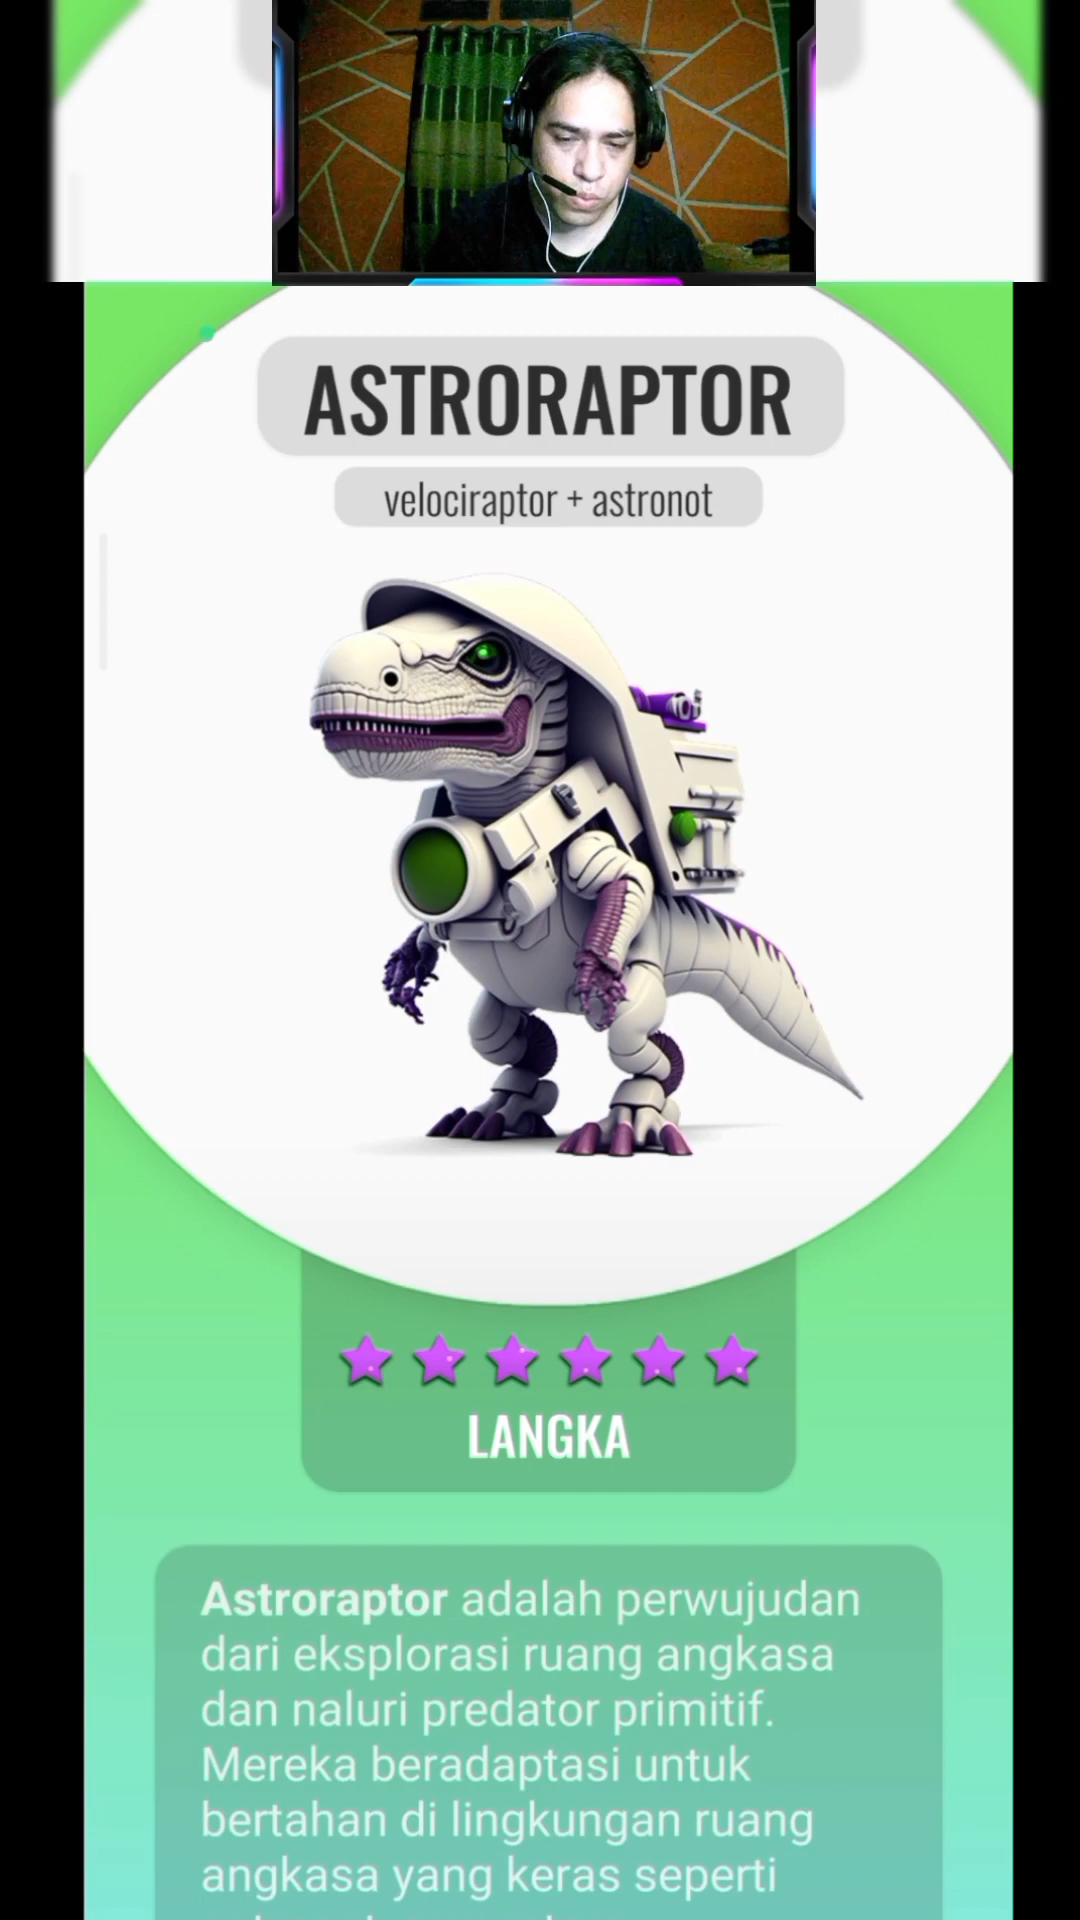 ASTRORAPTOR
velociraptor + astronot
LANGKA
Astroraptor adalah perwujudan
dari eksplorasi ruang angkasa
dan naluri predator primitif.
Mereka beradaptasi untuk
bertahan di lingkungan ruang
angkasa yang keras seperti